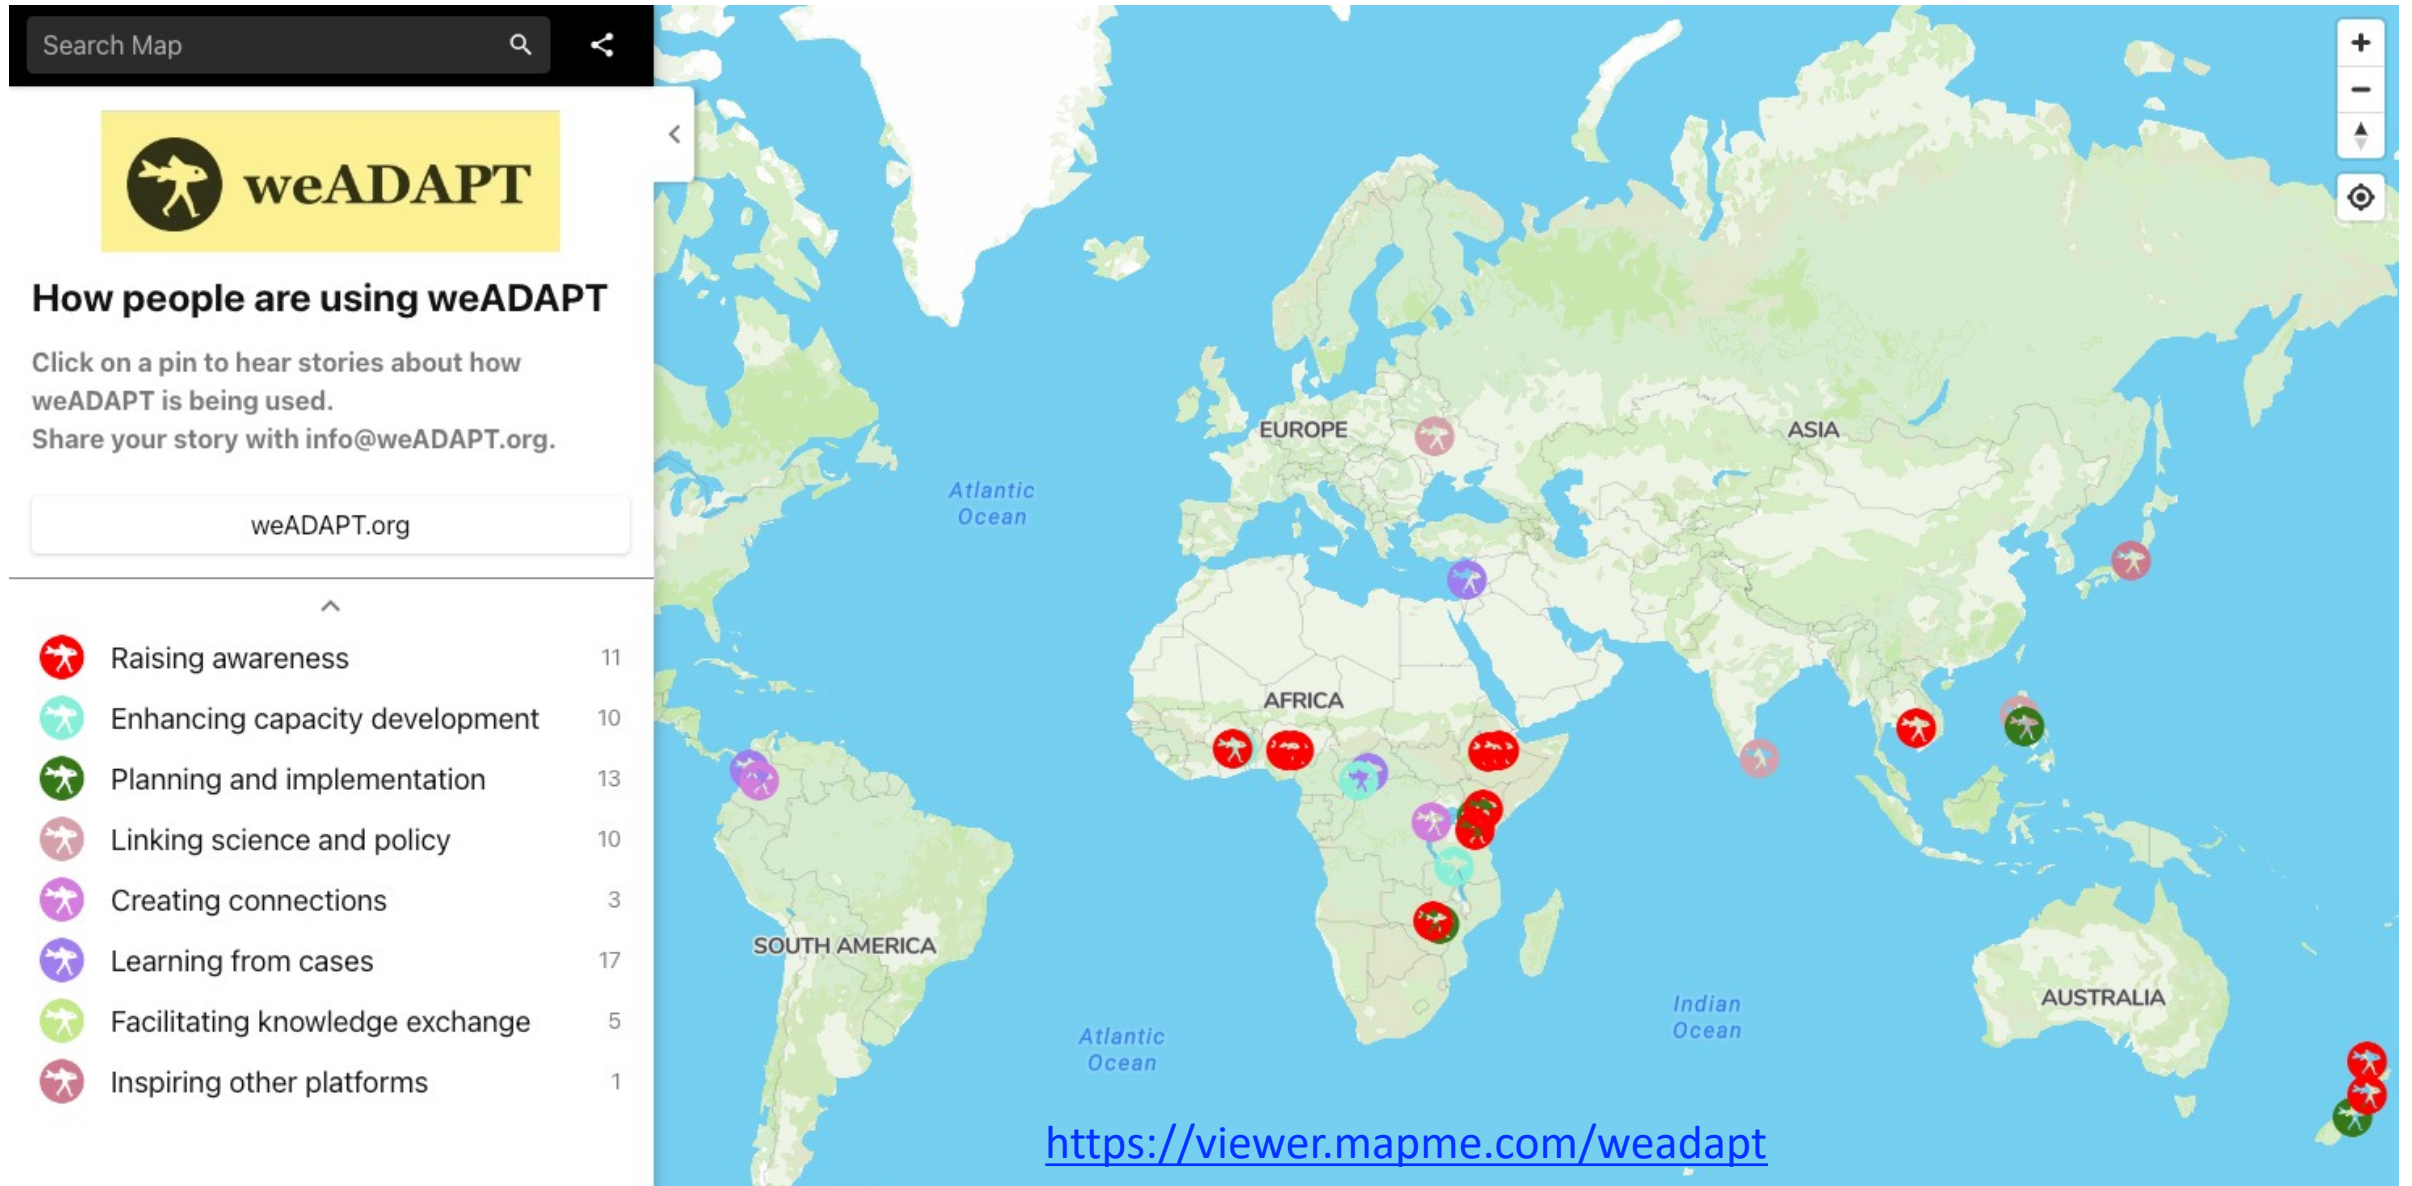 Search Map
weADAPT
How people are using weADAPT
Click on a pin to hear stories about how
weADAPT is being used.
Share your story with info@weADAPT.org.
weADAPT.org
Raising awareness 11
Enhancing capacity development 10
Planning and implementation 13
Linking science and policy 10
Creating connections 3
Learning from cases 17
Facilitating knowledge exchange 5
Inspiring other platforms 1
EUROPE
ASIA
Atlantic
Ocean
AFRICA
SOUTH AMERICA
AUSTRALIA
Indian
Ocean
Atlantic
Ocean
https://viewer.mapme.com/weadapt